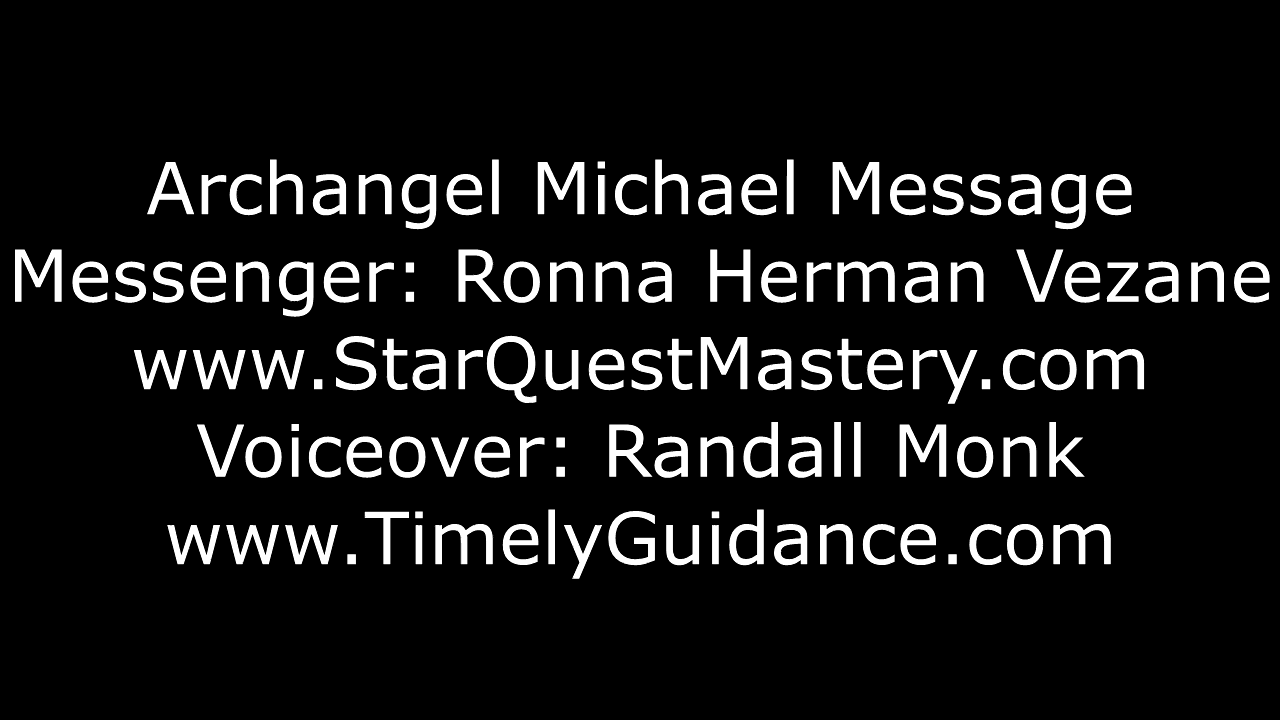 Archangel Michael Message
Messenger: Ronna Herman Vezane
www.StarQuestMastery.com
Voiceover: Randall Monk
www.TimelyGuidance.com